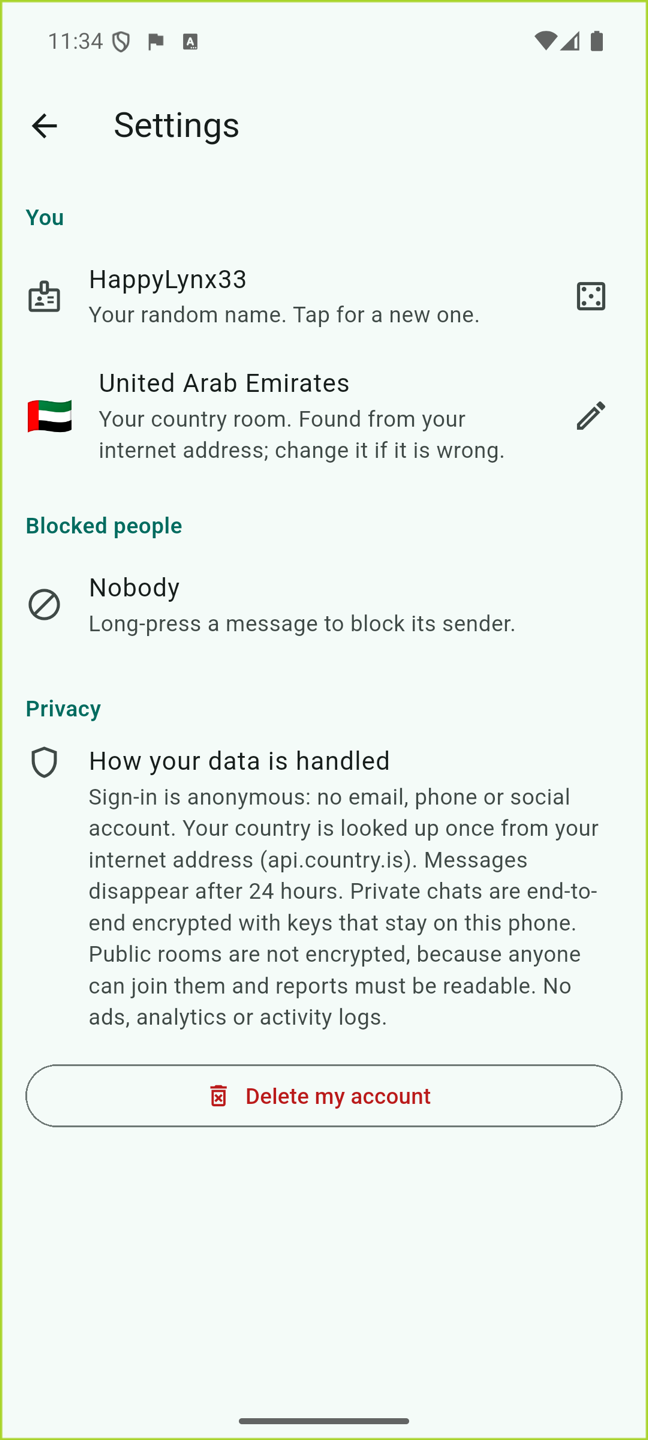 11:34
Settings
You
HappyLynx33
Your random name. Tap for a new one.
United Arab Emirates
Your country room. Found from your
internet address; change it if it is wrong.
Blocked people
Nobody
Long-press a message to block its sender.
Privacy
How your data is handled
Sign-in is anonymous: no email, phone or social
account. Your country is looked up once from your
internet address (api.country.is). Messages
disappear after 24 hours. Private chats are end-to-
end encrypted with keys that stay on this phone.
Public rooms are not encrypted, because anyone
can join them and reports must be readable. No
ads, analytics or activity logs.
Delete my account